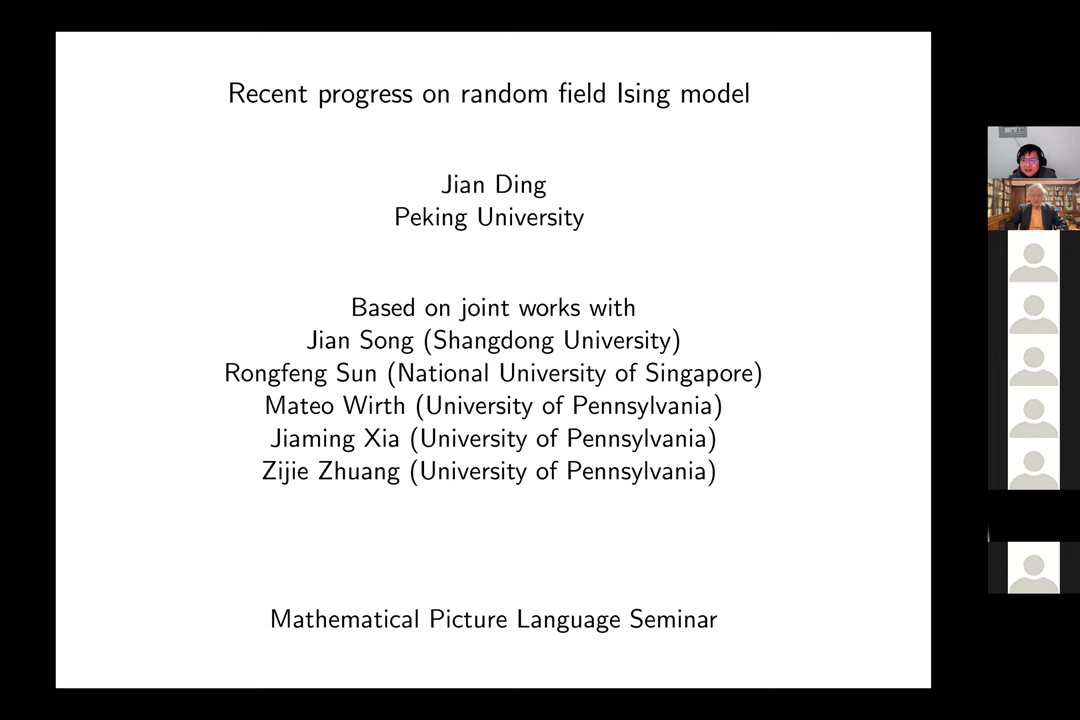 Recent progress on random field Ising model
Jian Ding
Peking University
Based on joint works with
Jian Song (Shangdong University)
Rongfeng Sun (National University of Singapore)
Mateo Wirth (University of Pennsylvania)
Jiaming Xia (University of Pennsylvania)
Zijie Zhuang (University of Pennsylvania)
Mathematical Picture Language Seminar